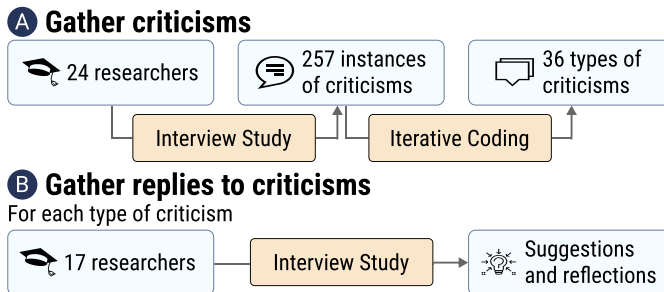 A Gather criticisms
24 researchers
257 instances
of criticisms
36 types of
criticisms
Interview Study
Iterative Coding
B Gather replies to criticisms
For each type of criticism
17 researchers
Interview Study
Suggestions
and reflections